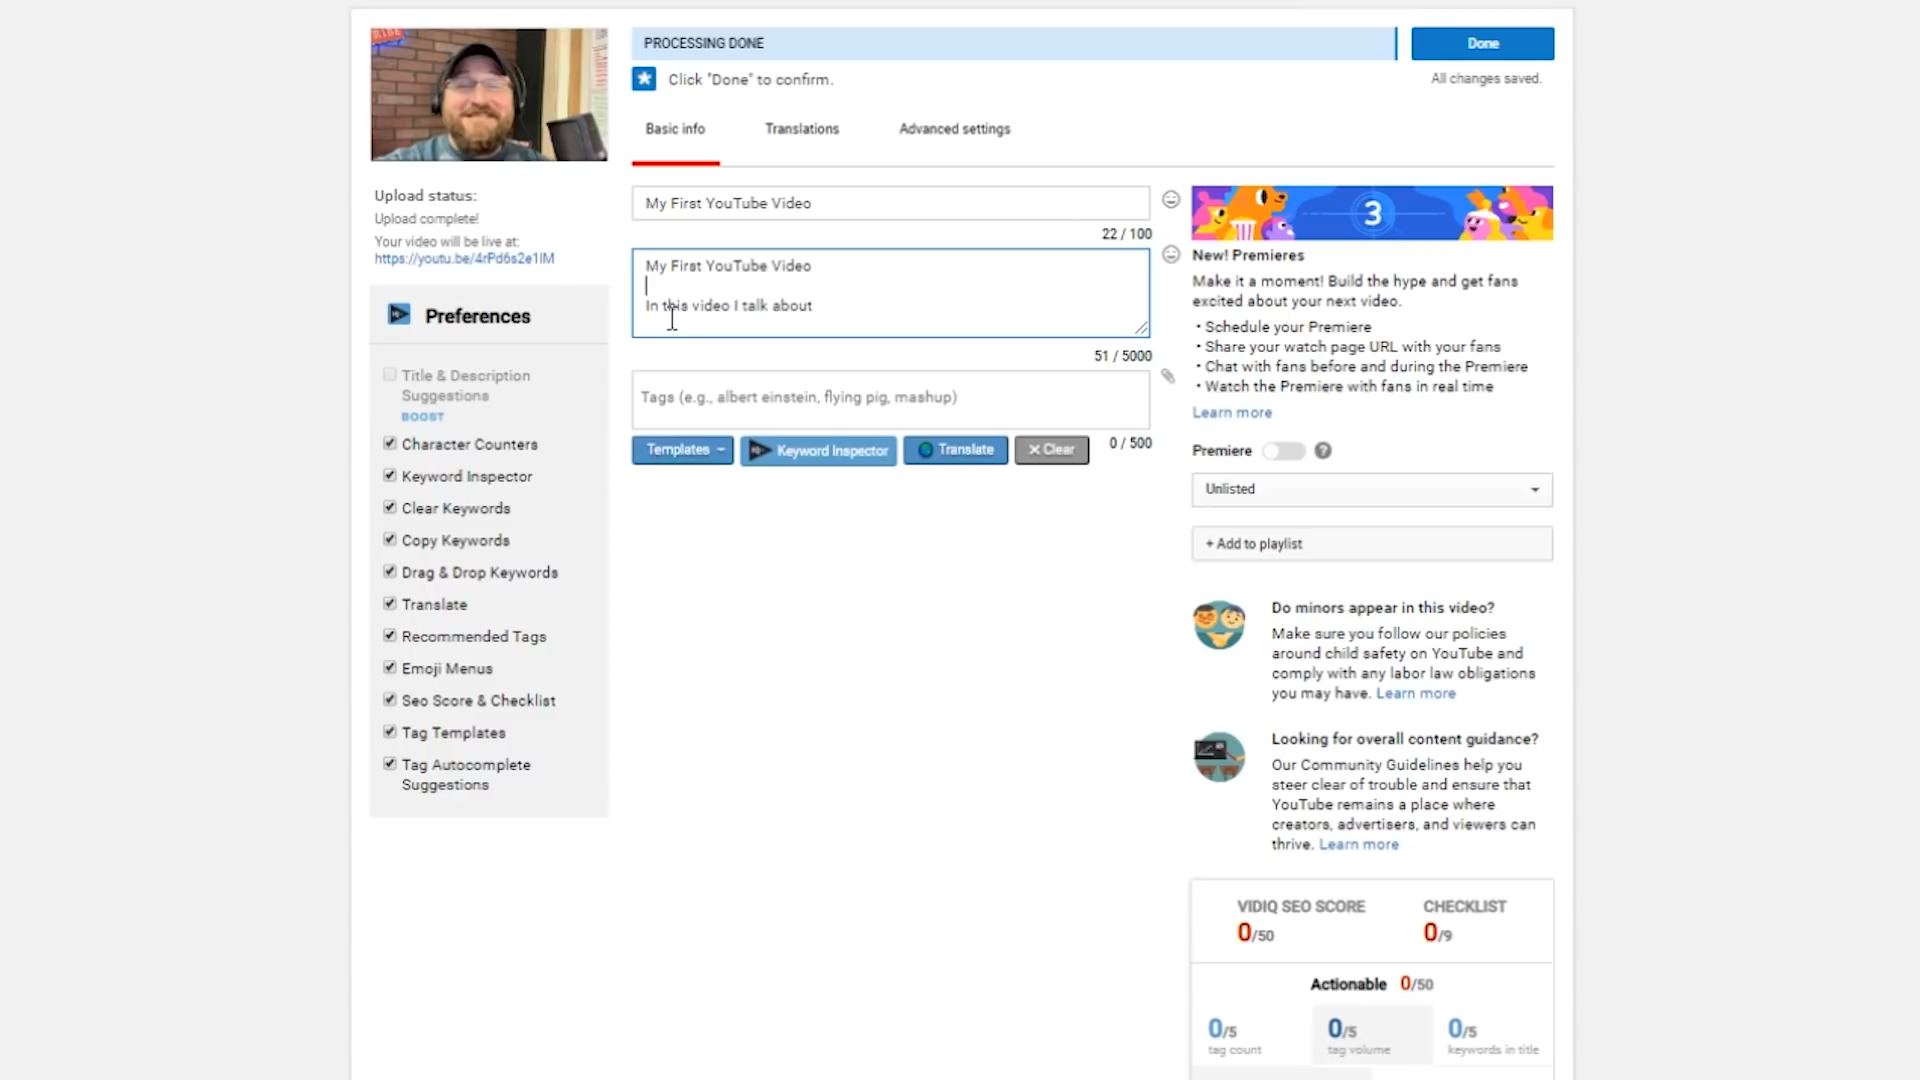 RIBE
PROCESSING DONE
Done
Click "Done" to confirm.
All changes saved.
Basic info
Translations
Advanced settings
Upload status:
Upload complete!
Your video will be live at:
https://youtu.be/4rPd6s2e1IM
My First YouTube Video
22 / 100
My First YouTube Video
In this video I talk about
51 / 5000
Tags (e.g., albert einstein, flying pig, mashup)
Templates
Keyword Inspector
Translate
Clear
0 / 500
Preferences
Title & Description
Suggestions
BOOST
Character Counters
Keyword Inspector
Clear Keywords
Copy Keywords
Drag & Drop Keywords
Translate
Recommended Tags
Emoji Menus
Seo Score & Checklist
Tag Templates
Tag Autocomplete
Suggestions
3
New! Premieres
Make it a moment! Build the hype and get fans
excited about your next video.
• Schedule your Premiere
• Share your watch page URL with your fans
• Chat with fans before and during the Premiere
• Watch the Premiere with fans in real time
Learn more
Premiere ?
Unlisted
+ Add to playlist
Do minors appear in this video?
Make sure you follow our policies
around child safety on YouTube and
comply with any labor law obligations
you may have. Learn more
Looking for overall content guidance?
Our Community Guidelines help you
steer clear of trouble and ensure that
YouTube remains a place where
creators, advertisers, and viewers can
thrive. Learn more
VIDIQ SEO SCORE
0/50
CHECKLIST
0/9
Actionable 0/50
0/5
tag count
0/5
tag volume
0/5
keywords in title